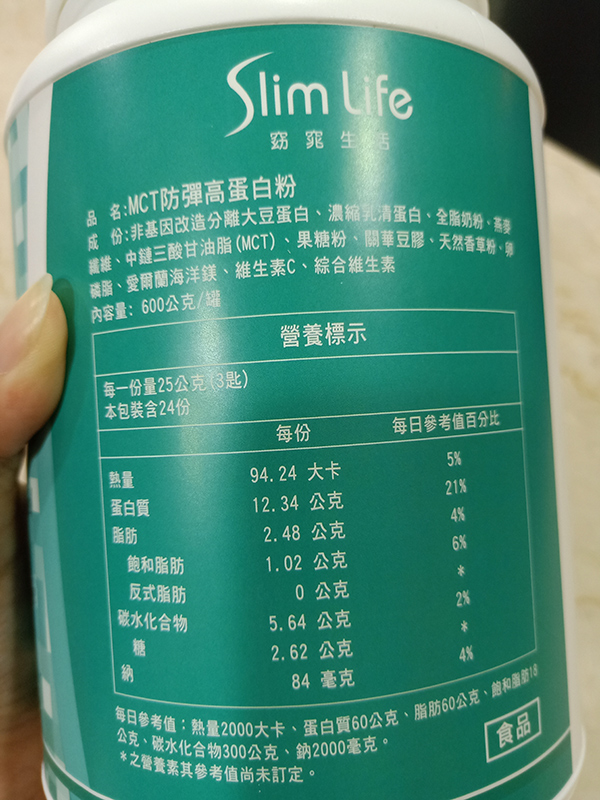 Slim Life
窈窕生活
品 名:MCT防彈高蛋白粉
成 份:非基因改造分離大豆蛋白、濃縮乳清蛋白、全脂奶粉、燕麥
纖維、中鏈三酸甘油脂(MCT)、果糖粉、關華豆膠、天然香草粉、卵
磷脂、愛爾蘭海洋鎂、維生素C、綜合維生素
內容量: 600公克/罐
營養標示
每一份量25公克(3匙)
本包裝含24份
每份 每日參考值百分比
熱量 94.24 大卡 5%
蛋白質 12.34 公克 21%
脂肪 2.48 公克 4%
飽和脂肪 1.02 公克 6%
反式脂肪 0 公克 *
碳水化合物 5.64 公克 2%
糖 2.62 公克 *
鈉 84 毫克 4%
每日參考值：熱量2000大卡、蛋白質60公克、脂肪60公克、飽和脂肪18
公克、碳水化合物300公克、鈉2000毫克。
*之營養素其參考值尚未訂定。
食品